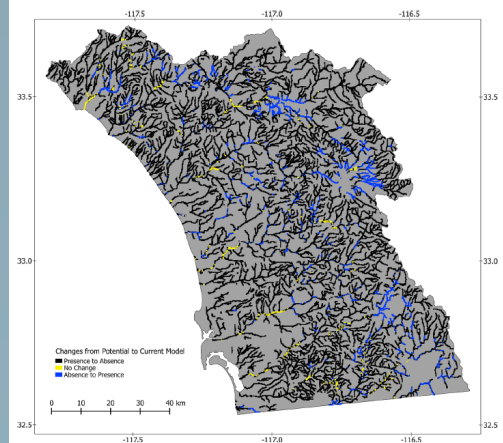 -117.5 -117.0 -116.5
33.5 33.5
33.0 33.0
Changes from Potential to Current Model
Presence to Absence
No Change
Absence to Presence
0 10 20 30 40 km
32.5 32.5
-117.5 -117.0 -116.5